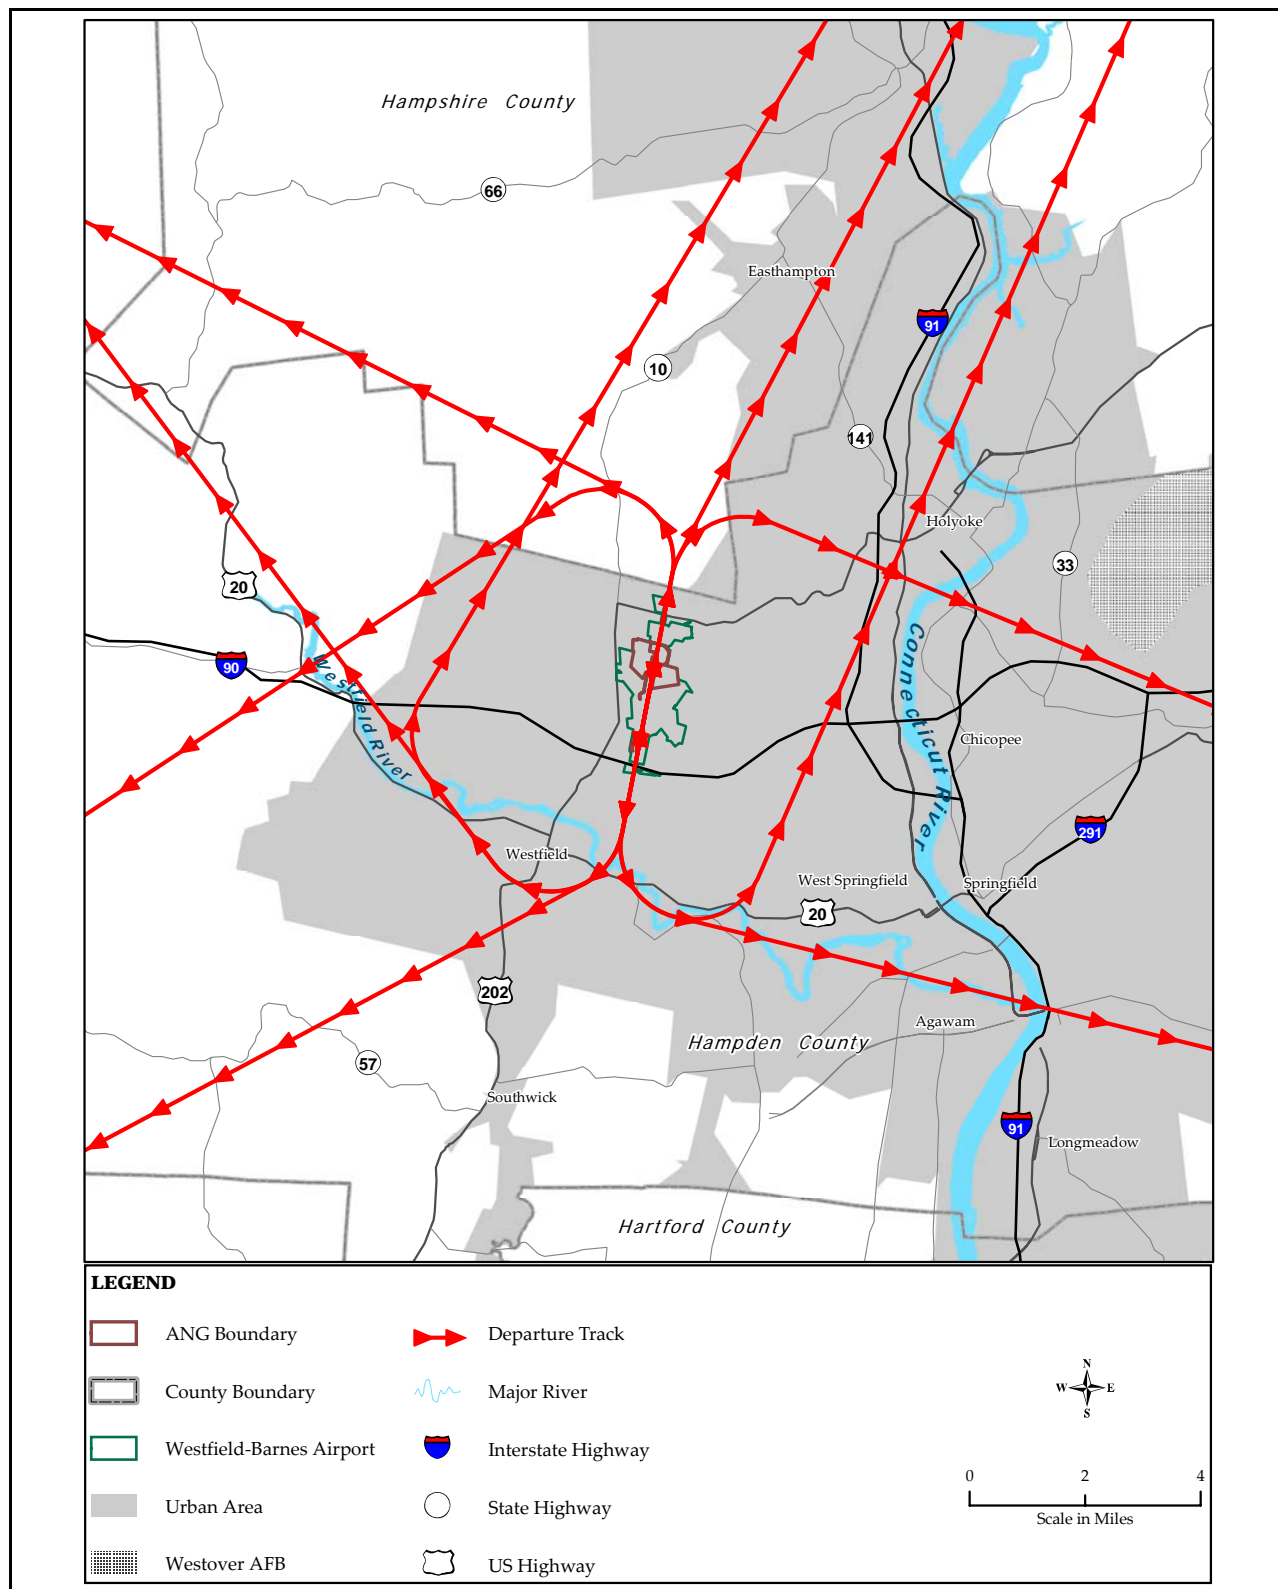 Hampshire County
66
Easthampton
91
10
141
Holyoke
33
20
90
Westfield River
Connecticut River
Chicopee
291
Westfield
West Springfield
Springfield
20
202
Agawam
Hampden County
57
Southwick
91
Longmeadow
Hartford County
LEGEND
ANG Boundary
Departure Track
County Boundary
Major River
Westfield-Barnes Airport
Interstate Highway
Urban Area
State Highway
Westover AFB
US Highway
N
W E
S
0 2 4
Scale in Miles